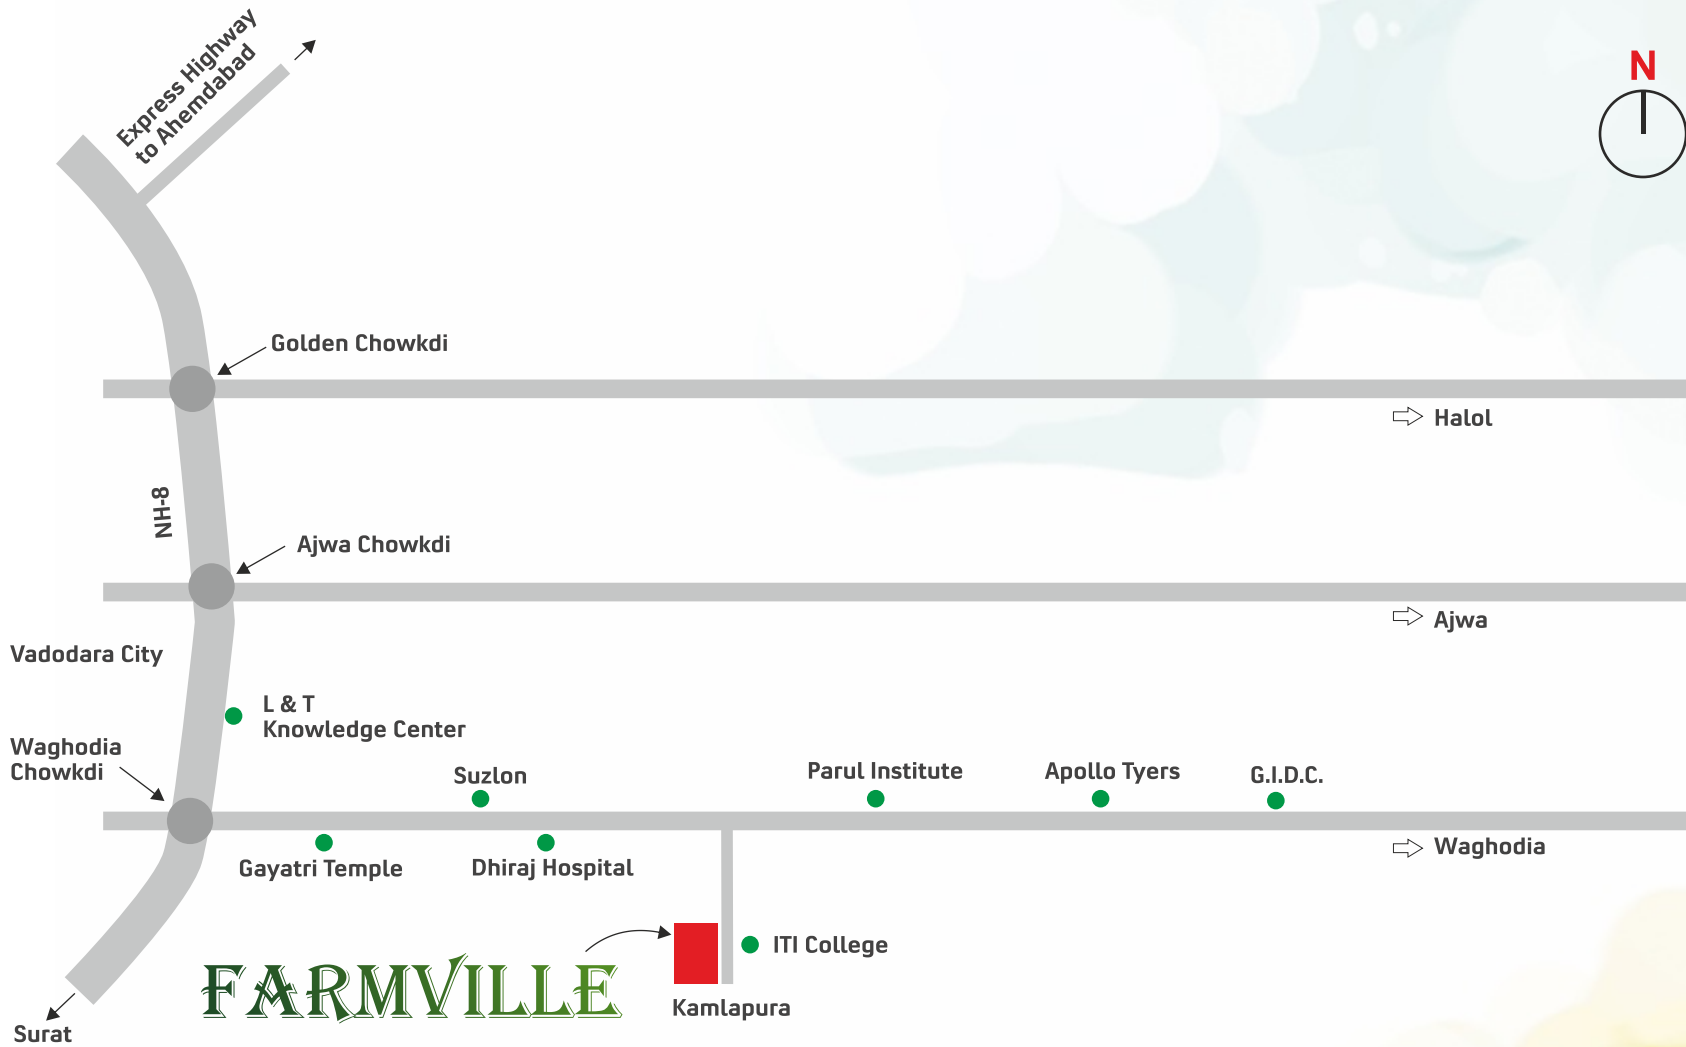 Express Highway
to Ahemdabad
N
Golden Chowkdi
Halol
NH-8
Ajwa Chowkdi
Ajwa
Vadodara City
L & T
Knowledge Center
Waghodia
Chowkdi
Suzlon
Parul Institute
Apollo Tyers
G.I.D.C.
Gayatri Temple
Dhiraj Hospital
Waghodia
ITI College
FARMVILLE
Kamlapura
Surat